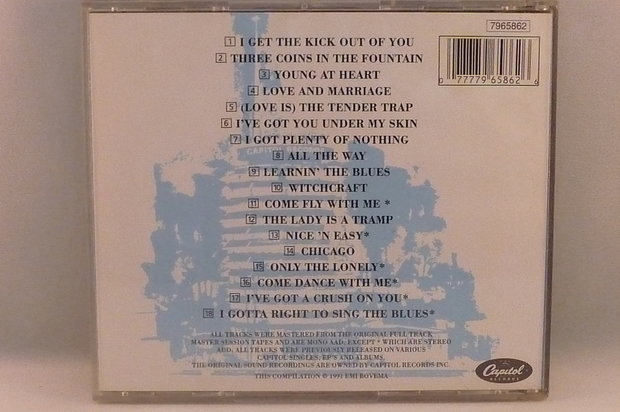 7965862
1 I GET THE KICK OUT OF YOU
2 THREE COINS IN THE FOUNTAIN
3 YOUNG AT HEART
4 LOVE AND MARRIAGE
5 (LOVE IS) THE TENDER TRAP
6 I'VE GOT YOU UNDER MY SKIN
7 I GOT PLENTY OF NOTHING
8 ALL THE WAY
9 LEARNIN' THE BLUES
10 WITCHCRAFT
11 COME FLY WITH ME *
12 THE LADY IS A TRAMP
13 NICE 'N EASY*
14 CHICAGO
15 ONLY THE LONELY*
16 COME DANCE WITH ME*
17 I'VE GOT A CRUSH ON YOU*
18 I GOTTA RIGHT TO SING THE BLUES*
0 77779 65862 6
ALL TRACKS WERE MASTERED FROM THE ORIGINAL FULL TRACK
MASTER SESSION TAPES AND ARE MONO AAD, EXCEPT * WHICH ARE STEREO
ADD. ALL TRACKS WERE PREVIOUSLY RELEASED ON VARIOUS
CAPITOL SINGLES, EP'S AND ALBUMS.
THE ORIGINAL SOUND RECORDINGS ARE OWNED BY CAPITOL RECORDS INC.
THIS COMPILATION © 1991 EMI BOVEMA
Capitol
RECORDS